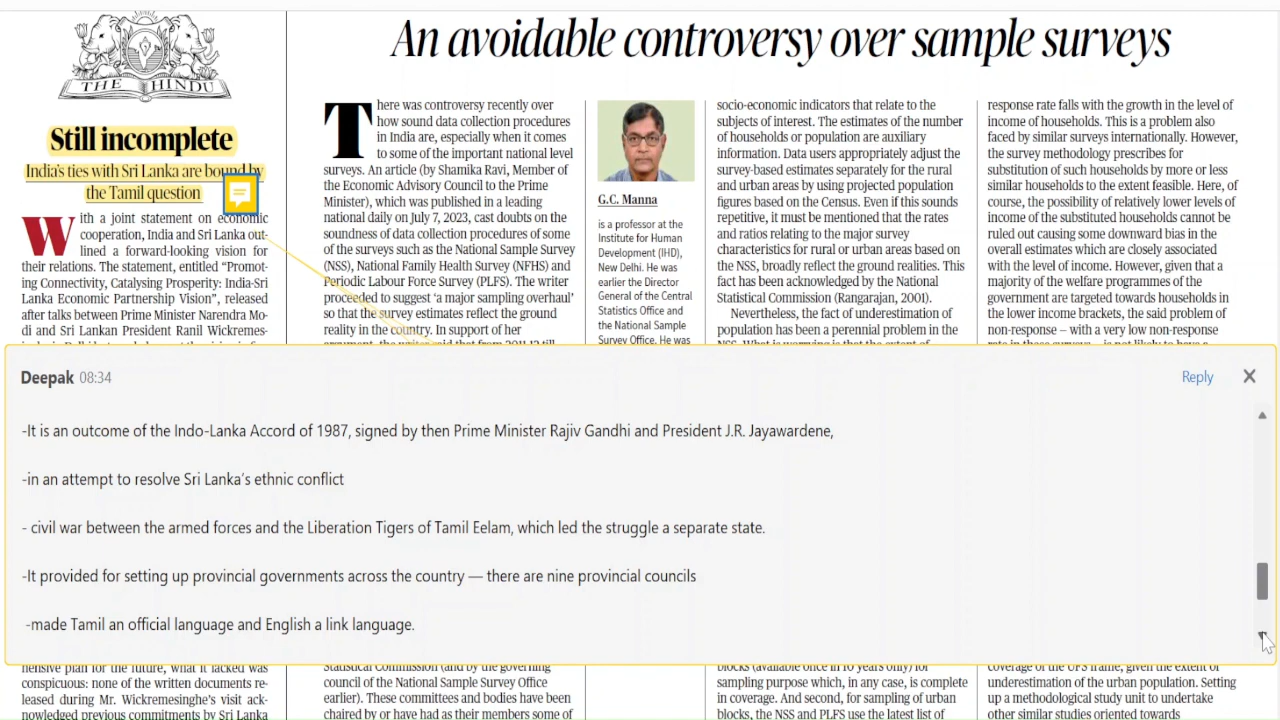 THE HINDU
Still incomplete
India's ties with Sri Lanka are bound by
the Tamil question
With a joint statement on economic
cooperation, India and Sri Lanka out-
lined a forward-looking vision for
their relations. The statement, entitled “Promot-
ing Connectivity, Catalysing Prosperity: India-Sri
Lanka Economic Partnership Vision”, released
after talks between Prime Minister Narendra Mo-
di and Sri Lankan President Ranil Wickremes-
An avoidable controversy over sample surveys
There was controversy recently over
how sound data collection procedures
in India are, especially when it comes
to some of the important national level
surveys. An article (by Shamika Ravi, Member of
the Economic Advisory Council to the Prime
Minister), which was published in a leading
national daily on July 7, 2023, cast doubts on the
soundness of data collection procedures of some
of the surveys such as the National Sample Survey
(NSS), National Family Health Survey (NFHS) and
Periodic Labour Force Survey (PLFS). The writer
proceeded to suggest ‘a major sampling overhaul’
so that the survey estimates reflect the ground
reality in the country. In support of her
G.C. Manna
is a professor at the
Institute for Human
Development (IHD),
New Delhi. He was
earlier the Director
General of the Central
Statistics Office and
the National Sample
Survey Office. He was
socio-economic indicators that relate to the
subjects of interest. The estimates of the number
of households or population are auxiliary
information. Data users appropriately adjust the
survey-based estimates separately for the rural
and urban areas by using projected population
figures based on the Census. Even if this sounds
repetitive, it must be mentioned that the rates
and ratios relating to the major survey
characteristics for rural or urban areas based on
the NSS, broadly reflect the ground realities. This
fact has been acknowledged by the National
Statistical Commission (Rangarajan, 2001).
Nevertheless, the fact of underestimation of
population has been a perennial problem in the
response rate falls with the growth in the level of
income of households. This is a problem also
faced by similar surveys internationally. However,
the survey methodology prescribes for
substitution of such households by more or less
similar households to the extent feasible. Here, of
course, the possibility of relatively lower levels of
income of the substituted households cannot be
ruled out causing some downward bias in the
overall estimates which are closely associated
with the level of income. However, given that a
majority of the welfare programmes of the
government are targeted towards households in
the lower income brackets, the said problem of
non-response – with a very low non-response
Deepak 08:34
Reply
-It is an outcome of the Indo-Lanka Accord of 1987, signed by then Prime Minister Rajiv Gandhi and President J.R. Jayawardene,
-in an attempt to resolve Sri Lanka's ethnic conflict
- civil war between the armed forces and the Liberation Tigers of Tamil Eelam, which led the struggle a separate state.
-It provided for setting up provincial governments across the country — there are nine provincial councils
-made Tamil an official language and English a link language.
hensive plan for the future, what it lacked was
conspicuous: none of the written documents re-
leased during Mr. Wickremesinghe's visit ack-
nowledged previous commitments by Sri Lanka
Statistical Commission (and by the governing
council of the National Sample Survey Office
earlier). These committees and bodies have been
chaired by or have had as their members some of
blocks (available once in 10 years only) for
sampling purpose which, in any case, is complete
in coverage. And second, for sampling of urban
blocks, the NSS and PLFS use the latest list of
coverage of the UFS frame, given the extent of
underestimation of the urban population. Setting
up a methodological study unit to undertake
other similar studies oriented towards